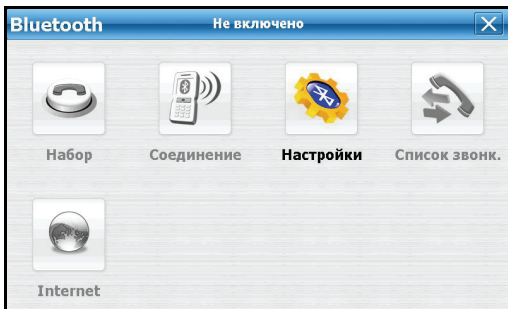 Bluetooth Не включено
Набор Соединение Настройки Список звонк.
Internet